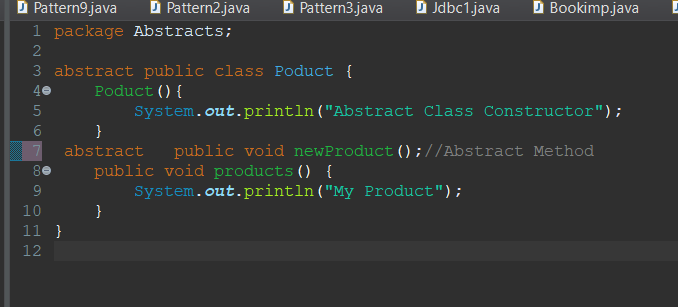 Pattern9.java Pattern2.java Pattern3.java Jdbc1.java Bookimp.java
1 package Abstracts;
2
3 abstract public class Poduct {
4 Poduct(){
5 System.out.println("Abstract Class Constructor");
6 }
7 abstract public void newProduct();//Abstract Method
8 public void products() {
9 System.out.println("My Product");
10 }
11 }
12